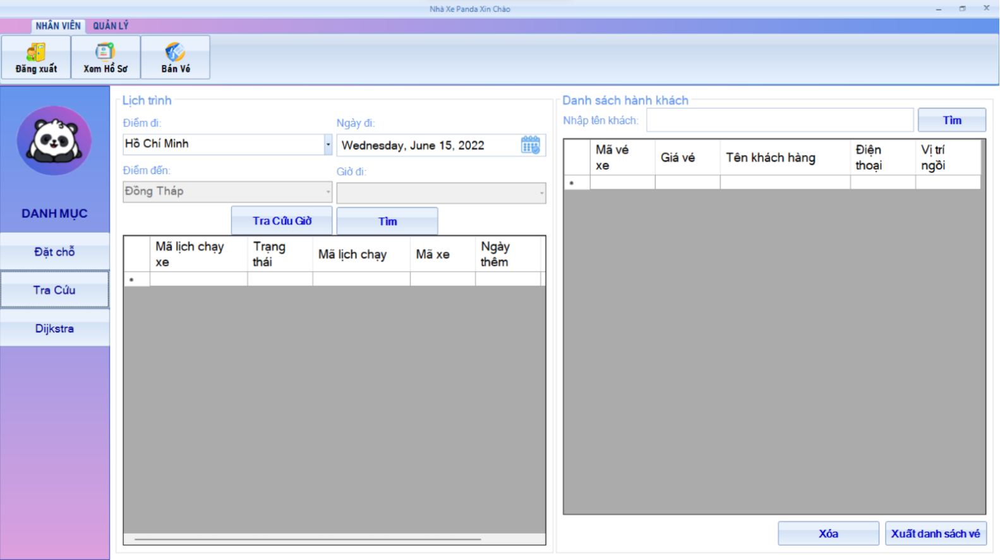 Nhà Xe Panda Xin Chào
NHÂN VIÊN QUẢN LÝ
Đăng xuất Xem Hồ Sơ Bán Vé
DANH MỤC
Đặt chỗ
Tra Cứu
Dijkstra
Lịch trình
Điểm đi: Ngày đi:
Hồ Chí Minh Wednesday, June 15, 2022
Điểm đến: Giờ đi:
Đồng Tháp
Tra Cứu Giờ Tìm
Mã lịch chạy xe Trạng thái Mã lịch chạy Mã xe Ngày thêm
Danh sách hành khách
Nhập tên khách: Tìm
Mã vé xe Giá vé Tên khách hàng Điện thoại Vị trí ngồi
Xóa Xuất danh sách vé